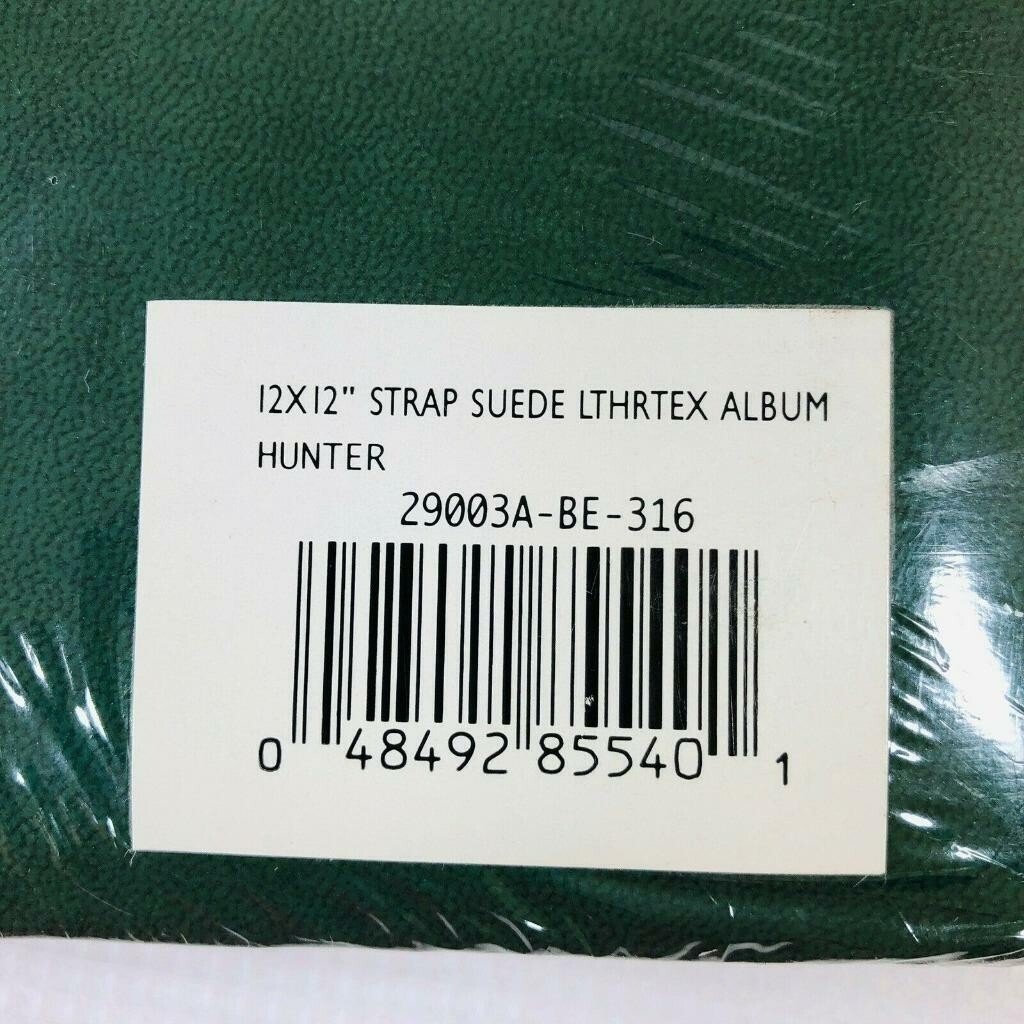 12X12" STRAP SUEDE LTHRTEX ALBUM
HUNTER
29003A-BE-316
0 48492 85540 1